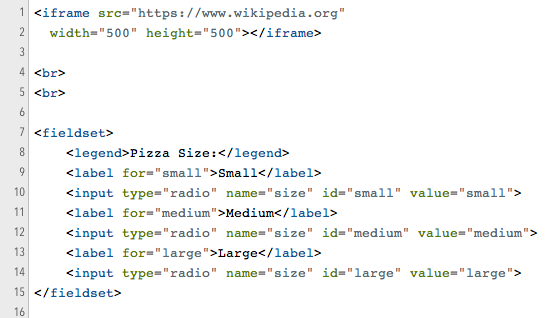 1 <iframe src="https://www.wikipedia.org"
2 width="500" height="500"></iframe>
3
4 <br>
5 <br>
6
7 <fieldset>
8 <legend>Pizza Size:</legend>
9 <label for="small">Small</label>
10 <input type="radio" name="size" id="small" value="small">
11 <label for="medium">Medium</label>
12 <input type="radio" name="size" id="medium" value="medium">
13 <label for="large">Large</label>
14 <input type="radio" name="size" id="large" value="large">
15 </fieldset>
16